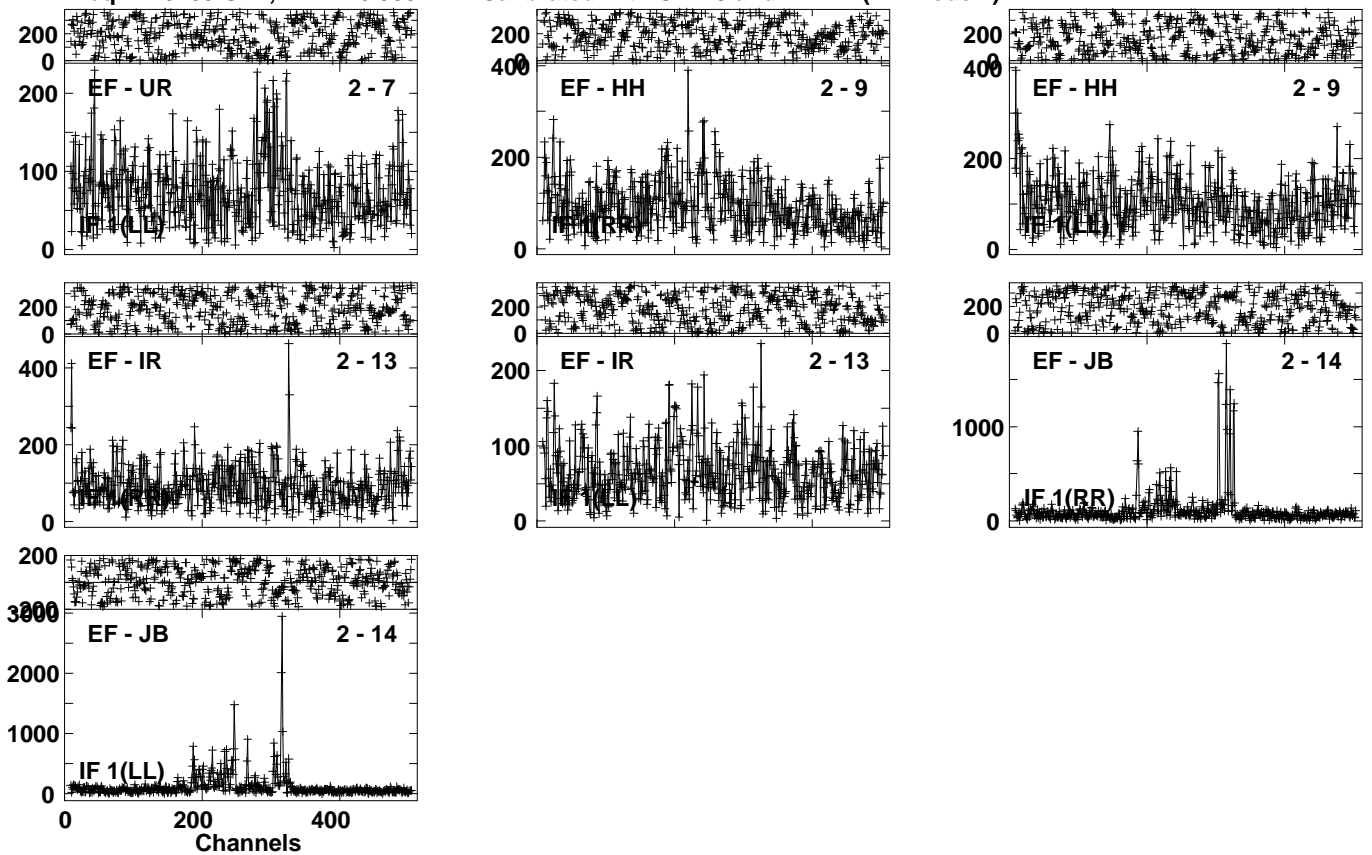 200 200 200
0 0 0
400 400
EF - UR 2 - 7 EF - HH 2 - 9 EF - HH 2 - 9
200
200 200
100
IF 1(LL) IF 1(RR) IF 1(LL)
0 0 0
200 200 200
0 0 0
EF - IR 2 - 13 EF - IR 2 - 13 EF - JB 2 - 14
400 200
1000
200 100
IF 1(RR) IF 1(LL) IF 1(RR)
0 0 0
200
200
3000
EF - JB 2 - 14
2000
1000
IF 1(LL)
0
0 200 400
Channels